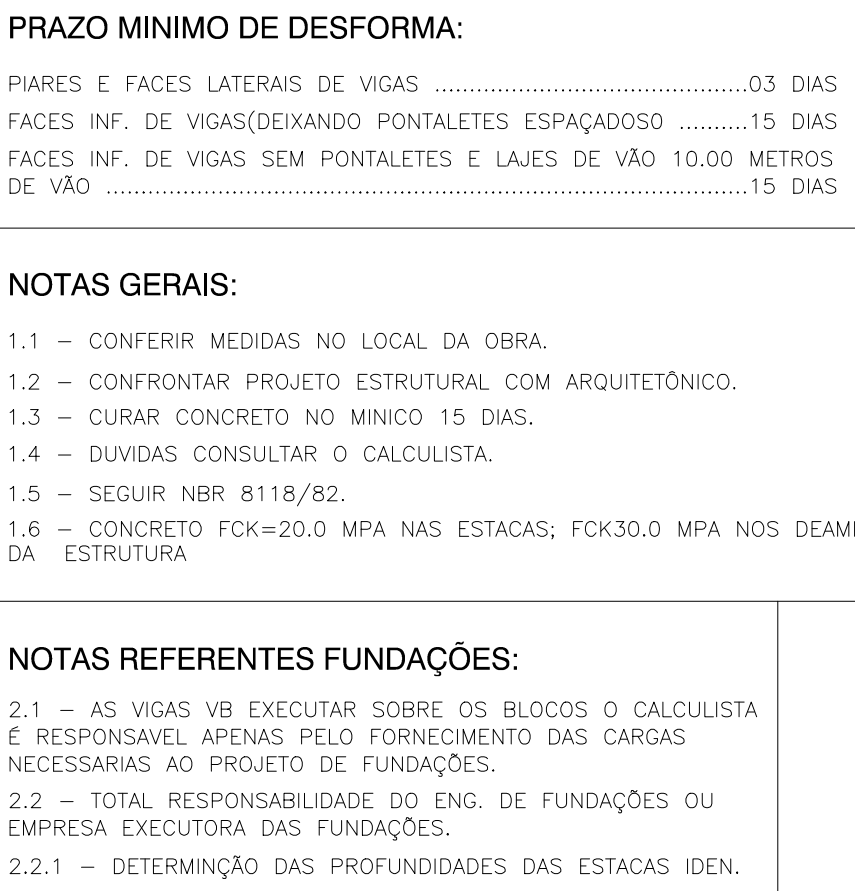 PRAZO MINIMO DE DESFORMA:
PIARES E FACES LATERAIS DE VIGAS .............................................03 DIAS
FACES INF. DE VIGAS(DEIXANDO PONTALETES ESPAÇADOSO ..........15 DIAS
FACES INF. DE VIGAS SEM PONTALETES E LAJES DE VÃO 10.00 METROS
DE VÃO ............................................................................................15 DIAS
NOTAS GERAIS:
1.1 – CONFERIR MEDIDAS NO LOCAL DA OBRA.
1.2 – CONFRONTAR PROJETO ESTRUTURAL COM ARQUITETÔNICO.
1.3 – CURAR CONCRETO NO MINICO 15 DIAS.
1.4 – DUVIDAS CONSULTAR O CALCULISTA.
1.5 – SEGUIR NBR 8118/82.
1.6 – CONCRETO FCK=20.0 MPA NAS ESTACAS; FCK30.0 MPA NOS
DA ESTRUTURA
NOTAS REFERENTES FUNDAÇÕES:
2.1 – AS VIGAS VB EXECUTAR SOBRE OS BLOCOS O CALCULISTA
É RESPONSAVEL APENAS PELO FORNECIMENTO DAS CARGAS
NECESSARIAS AO PROJETO DE FUNDAÇÕES.
2.2 – TOTAL RESPONSABILIDADE DO ENG. DE FUNDAÇÕES OU
EMPRESA EXECUTORA DAS FUNDAÇÕES.
2.2.1 – DETERMINÇÃO DAS PROFUNDIDADES DAS ESTACAS IDEN.